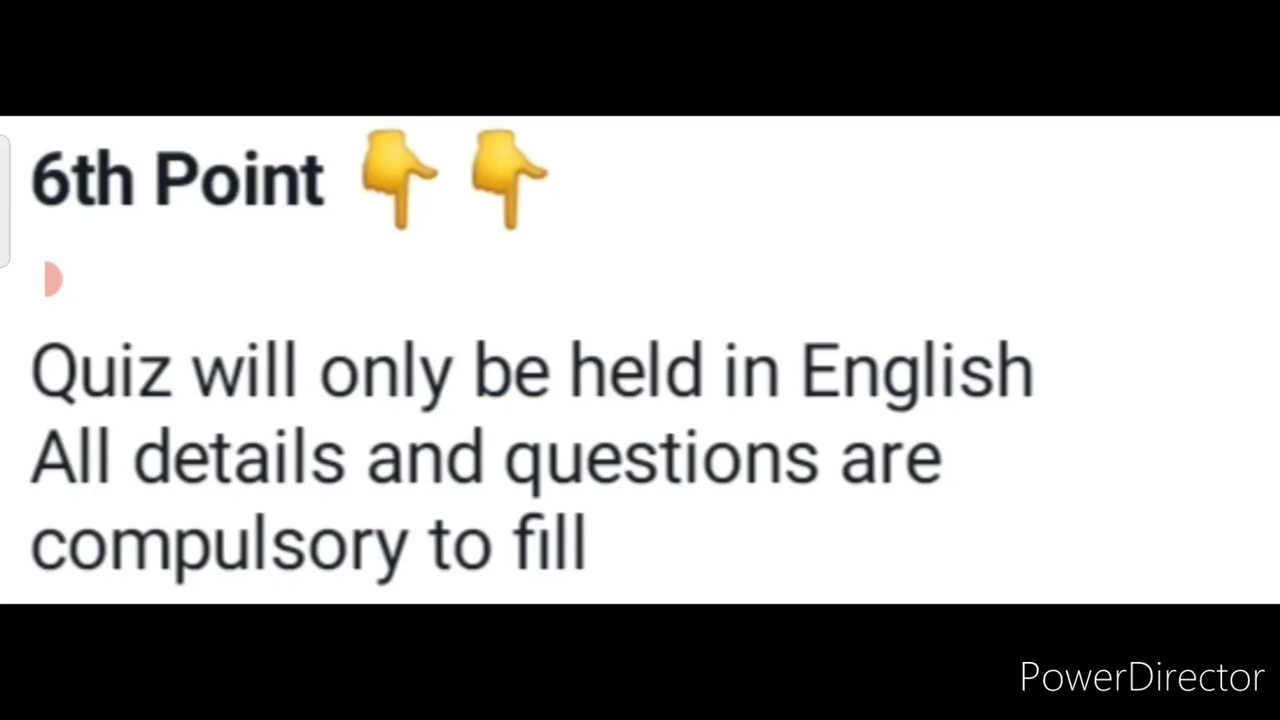 6th Point 👇👇
Quiz will only be held in English
All details and questions are
compulsory to fill
PowerDirector